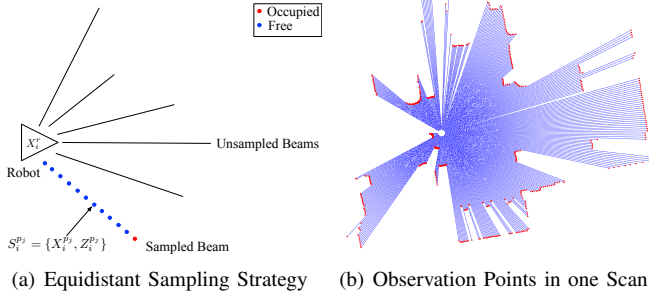 Occupied
Free
$X_i^r$
Robot
Unsampled Beams
$S_i^{p_j} = \{X_i^{p_j}, Z_i^{p_j}\}$
Sampled Beam
(a) Equidistant Sampling Strategy
(b) Observation Points in one Scan